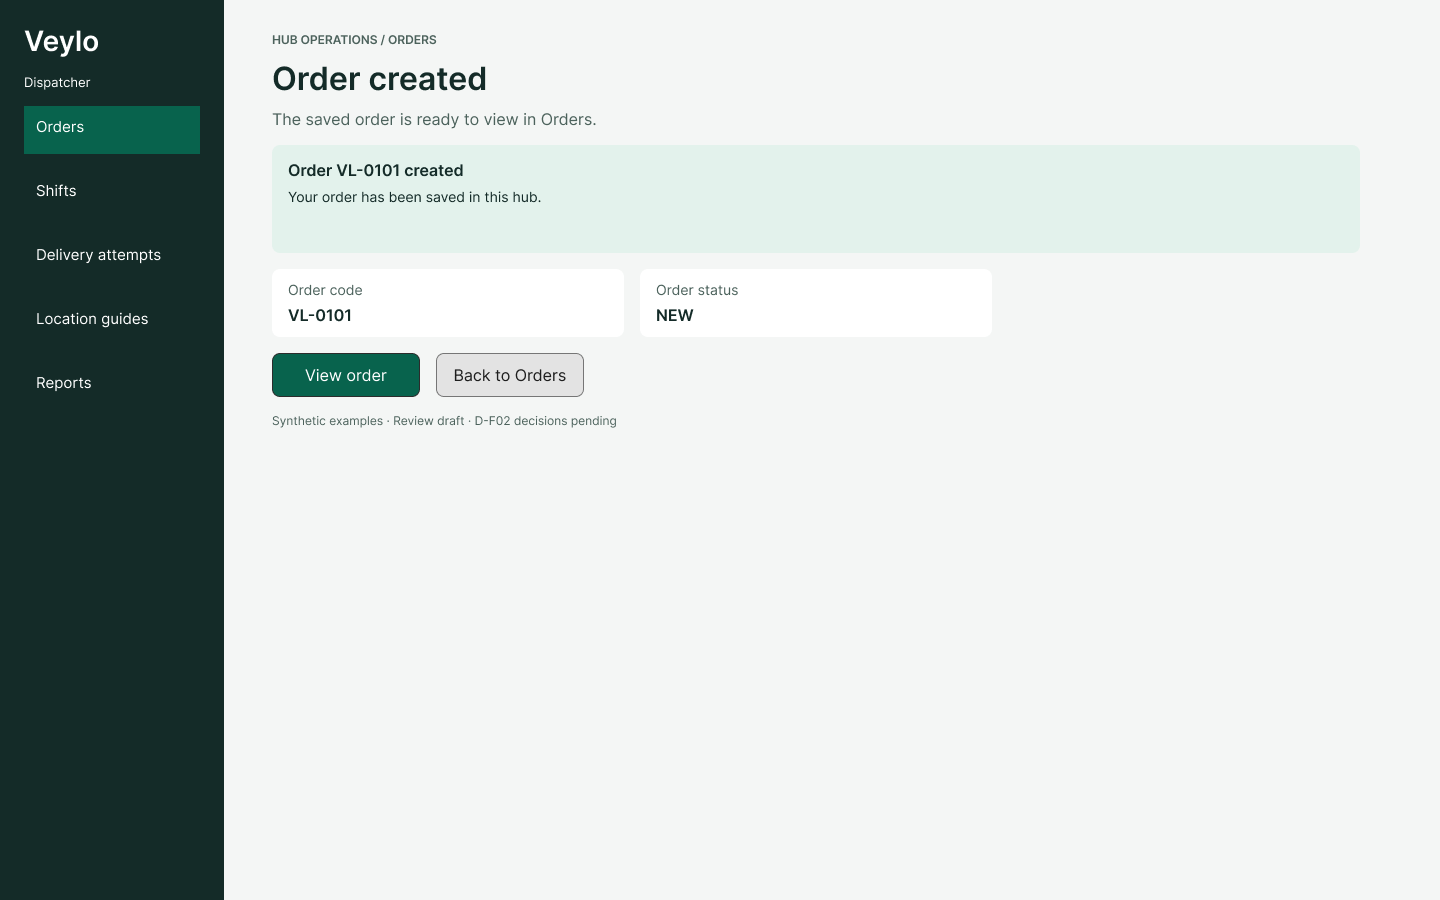 Veylo
Dispatcher
Orders
Shifts
Delivery attempts
Location guides
Reports
HUB OPERATIONS / ORDERS
Order created
The saved order is ready to view in Orders.
Order VL-0101 created
Your order has been saved in this hub.
Order code
VL-0101
Order status
NEW
View order
Back to Orders
Synthetic examples · Review draft · D-F02 decisions pending